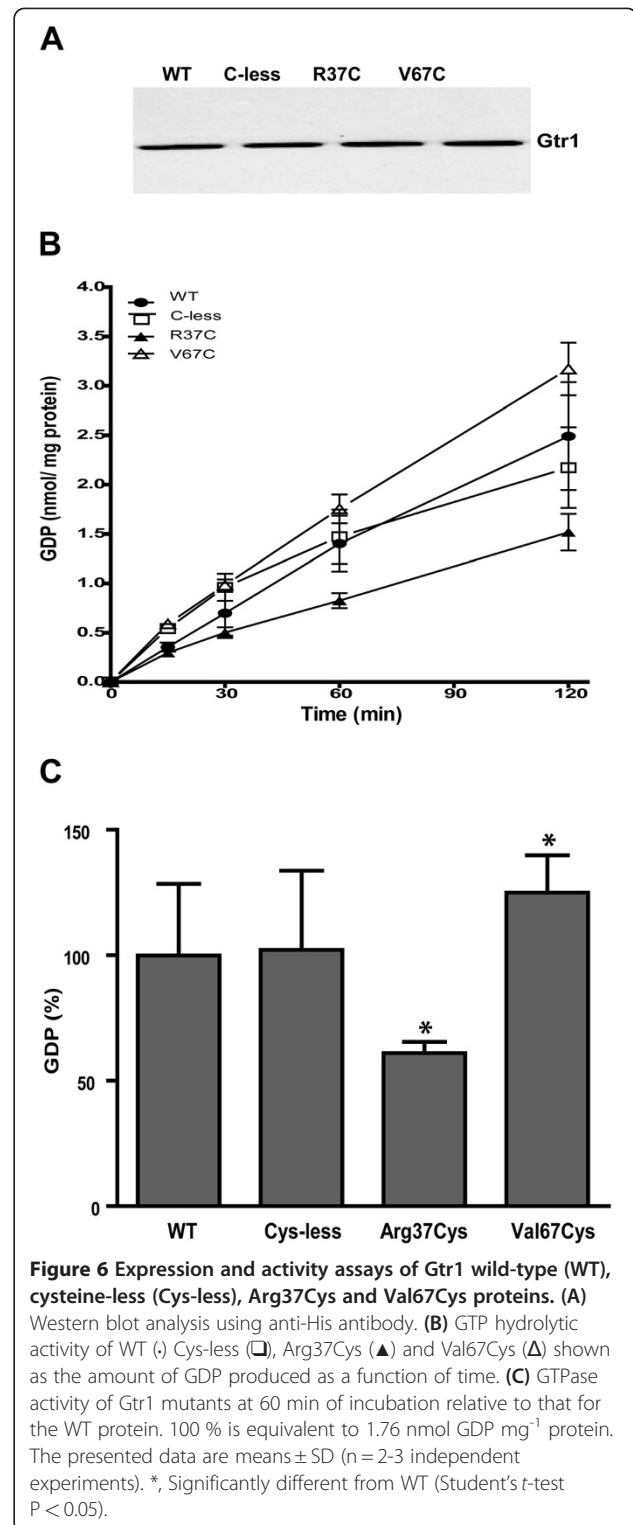 A
WT C-less R37C V67C
Gtr1
B
4.0
3.5
3.0
2.5
2.0
1.5
1.0
0.5
0.0
GDP (nmol/ mg protein)
WT
C-less
R37C
V67C
0 30 60 90 120
Time (min)
C
150
100
50
0
GDP (%)
* *
WT Cys-less Arg37Cys Val67Cys
Figure 6 Expression and activity assays of Gtr1 wild-type (WT),
cysteine-less (Cys-less), Arg37Cys and Val67Cys proteins. (A)
Western blot analysis using anti-His antibody. (B) GTP hydrolytic
activity of WT (·) Cys-less (❑), Arg37Cys (▲) and Val67Cys (Δ) shown
as the amount of GDP produced as a function of time. (C) GTPase
activity of Gtr1 mutants at 60 min of incubation relative to that for
the WT protein. 100 % is equivalent to 1.76 nmol GDP mg⁻¹ protein.
The presented data are means ± SD (n = 2-3 independent
experiments). *, Significantly different from WT (Student's t-test
P < 0.05).